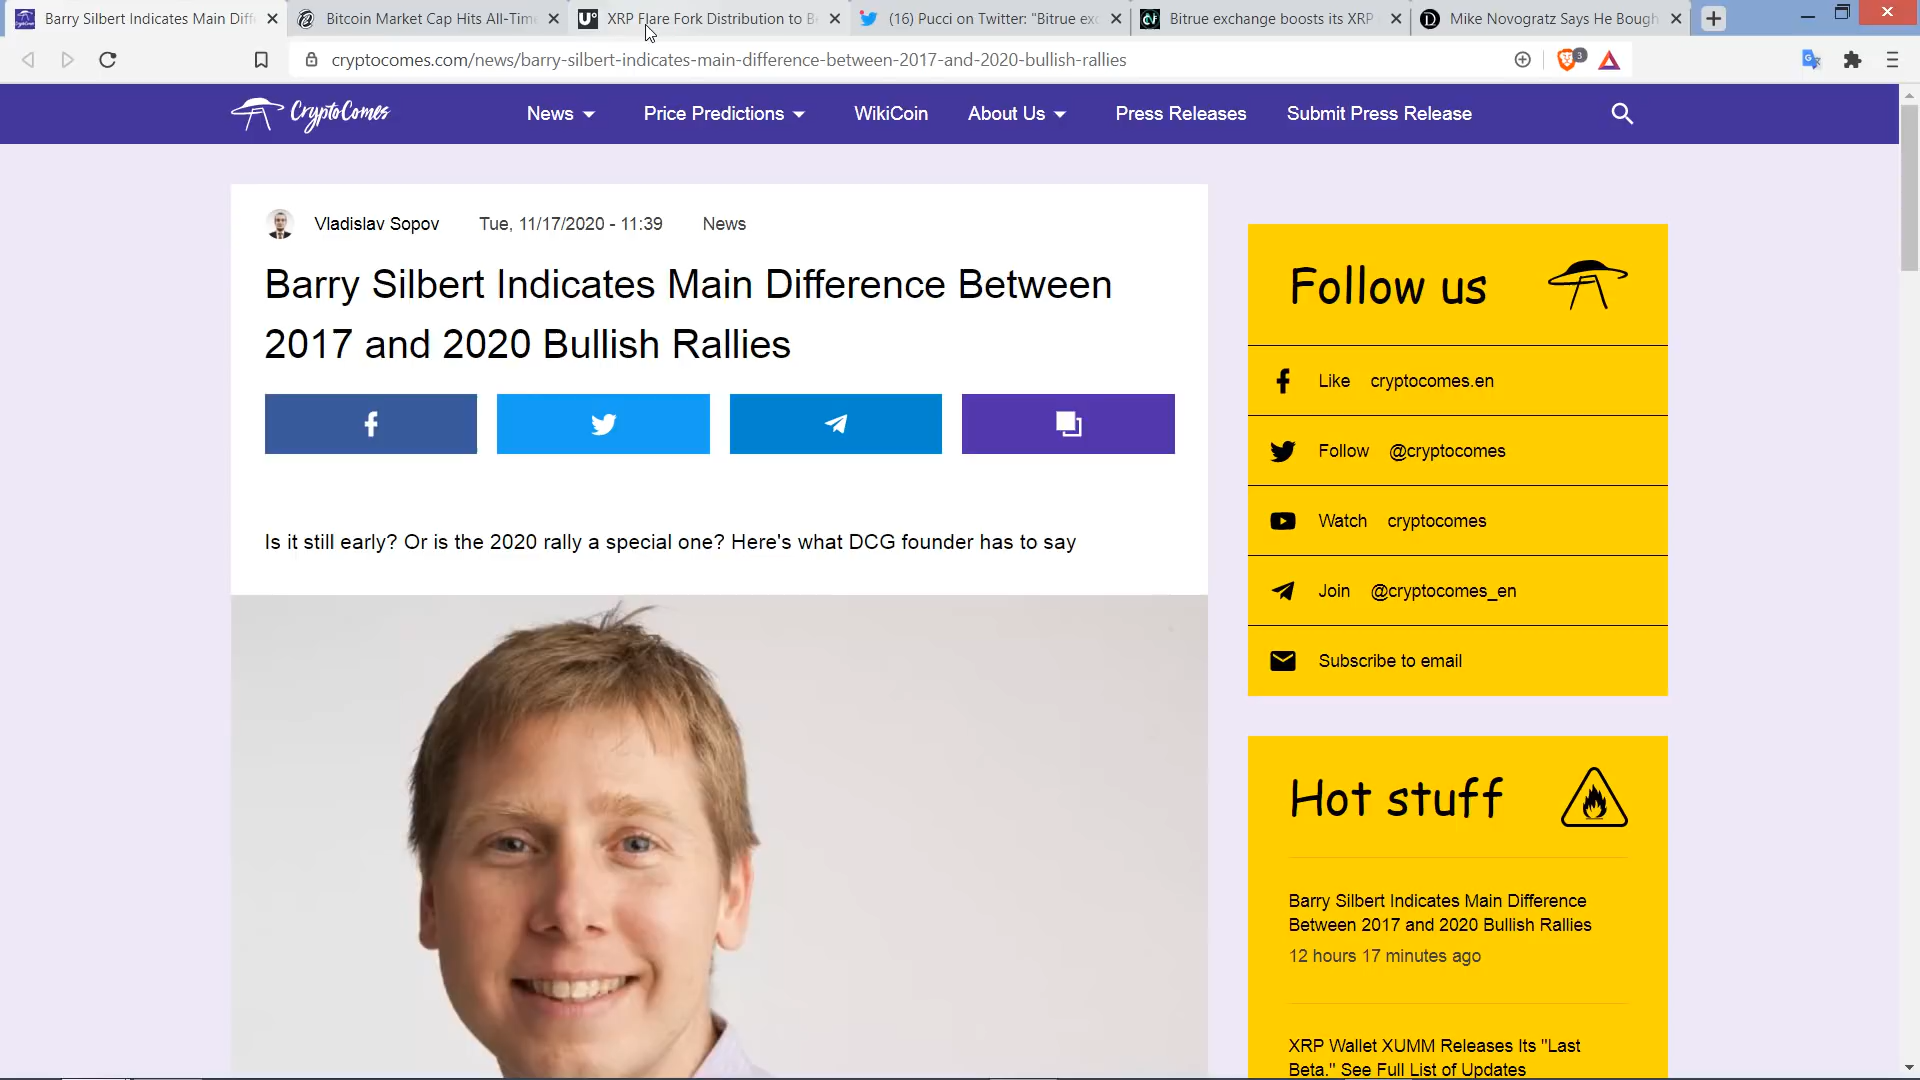 Barry Silbert Indicates Main Diff
Bitcoin Market Cap Hits All-Tim
XRP Flare Fork Distribution to B
(16) Pucci on Twitter: "Bitrue exc
Bitrue exchange boosts its XRP
Mike Novogratz Says He Bough
cryptocomes.com/news/barry-silbert-indicates-main-difference-between-2017-and-2020-bullish-rallies
3
CryptoComes
News
Price Predictions
WikiCoin
About Us
Press Releases
Submit Press Release
Vladislav Sopov
Tue, 11/17/2020 - 11:39
News
Barry Silbert Indicates Main Difference Between
2017 and 2020 Bullish Rallies
Is it still early? Or is the 2020 rally a special one? Here's what DCG founder has to say
Follow us
Like cryptocomes.en
Follow @cryptocomes
Watch cryptocomes
Join @cryptocomes_en
Subscribe to email
Hot stuff
Barry Silbert Indicates Main Difference
Between 2017 and 2020 Bullish Rallies
12 hours 17 minutes ago
XRP Wallet XUMM Releases Its "Last
Beta." See Full List of Updates